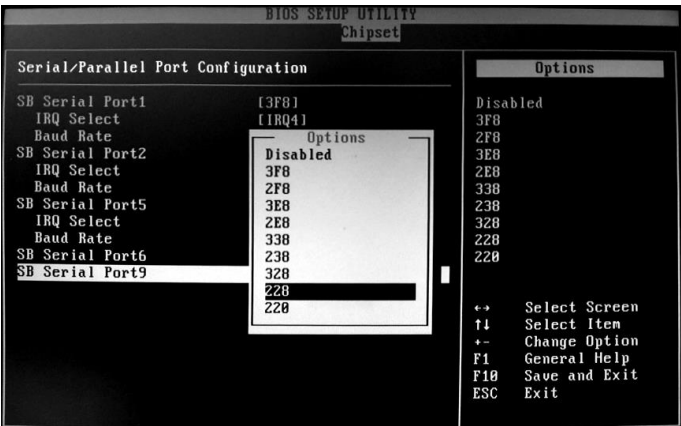 BIOS SETUP UTILITY
Chipset
Serial/Parallel Port Configuration
SB Serial Port1 [3F8]
IRQ Select [IRQ4]
Baud Rate
SB Serial Port2
IRQ Select
Baud Rate
SB Serial Port5
IRQ Select
Baud Rate
SB Serial Port6
SB Serial Port9
Options
Disabled
3F8
2F8
3E8
2E8
338
238
328
228
220
Options
Disabled
3F8
2F8
3E8
2E8
338
238
328
228
220
↔ Select Screen
↑↓ Select Item
+- Change Option
F1 General Help
F10 Save and Exit
ESC Exit